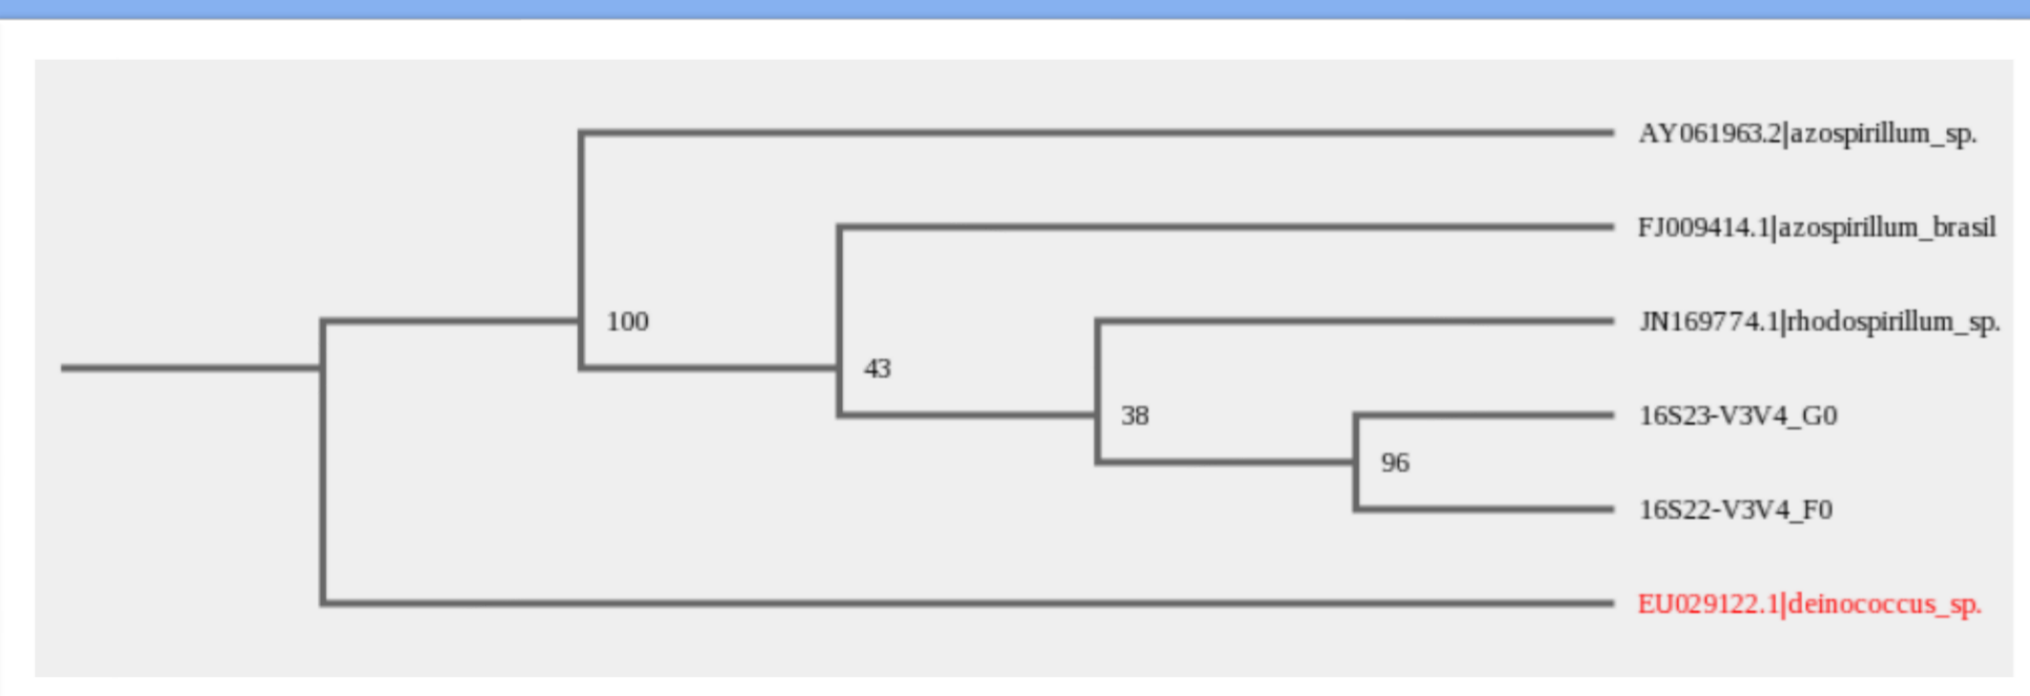 AY061963.2|azospirillum_sp.
FJ009414.1|azospirillum_brasil
100
JN169774.1|rhodospirillum_sp.
43
38
16S23-V3V4_G0
96
16S22-V3V4_F0
EU029122.1|deinococcus_sp.